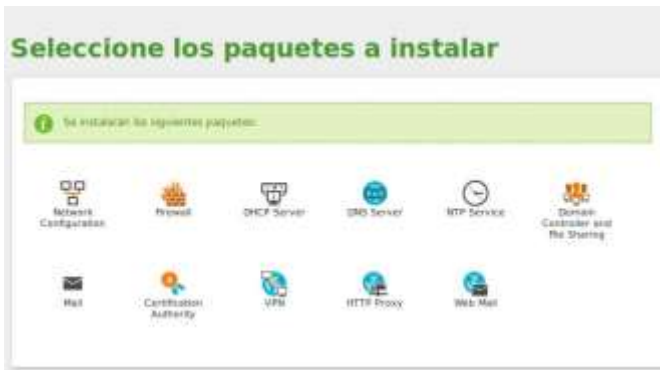 Seleccione los paquetes a instalar
Se instalarán los siguientes paquetes:
Network
Configuration
Firewall
DHCP Server
DNS Server
NTP Service
Domain
Controller and
File Sharing
Mail
Certification
Authority
VPN
HTTP Proxy
Web Mail